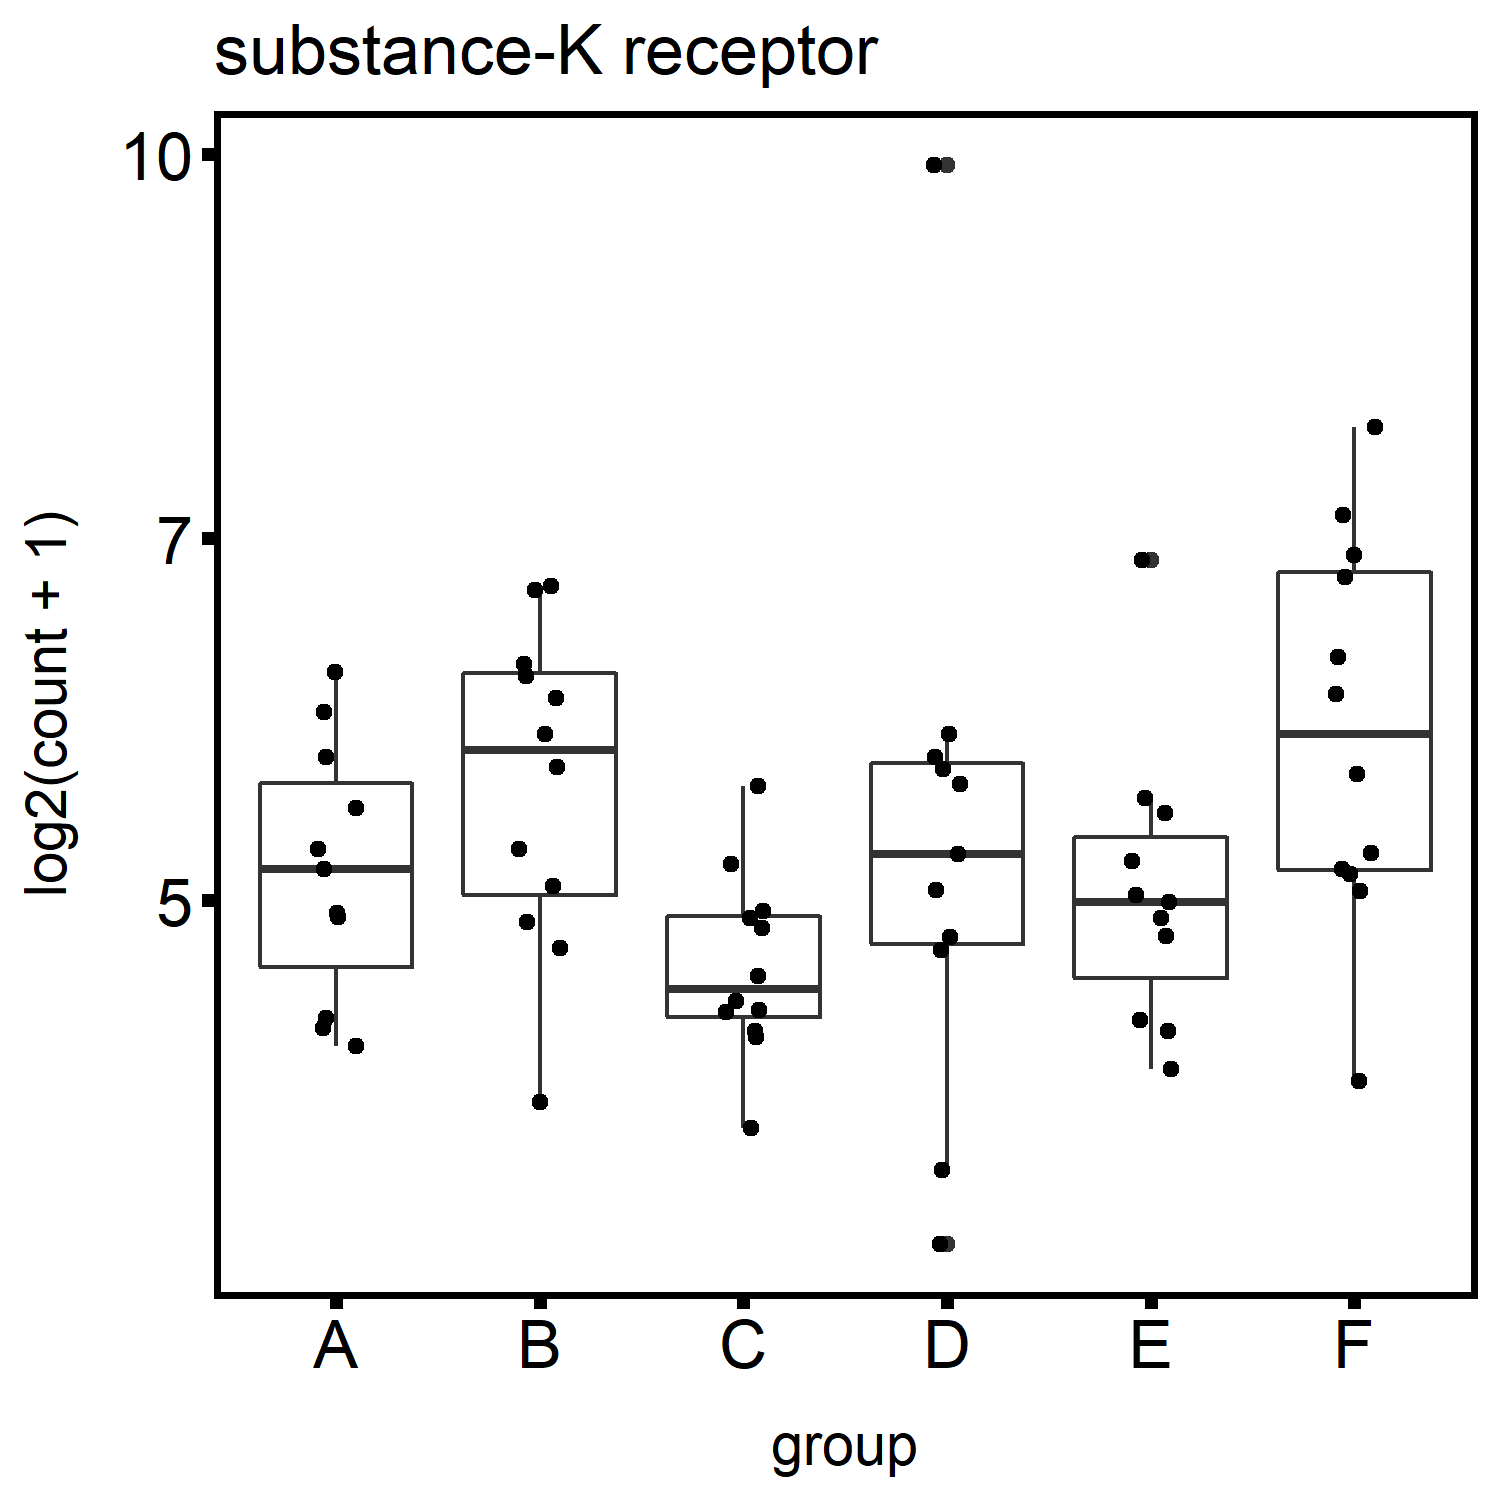 substance-K receptor
10
7
5
log2(count + 1)
A B C D E F
group